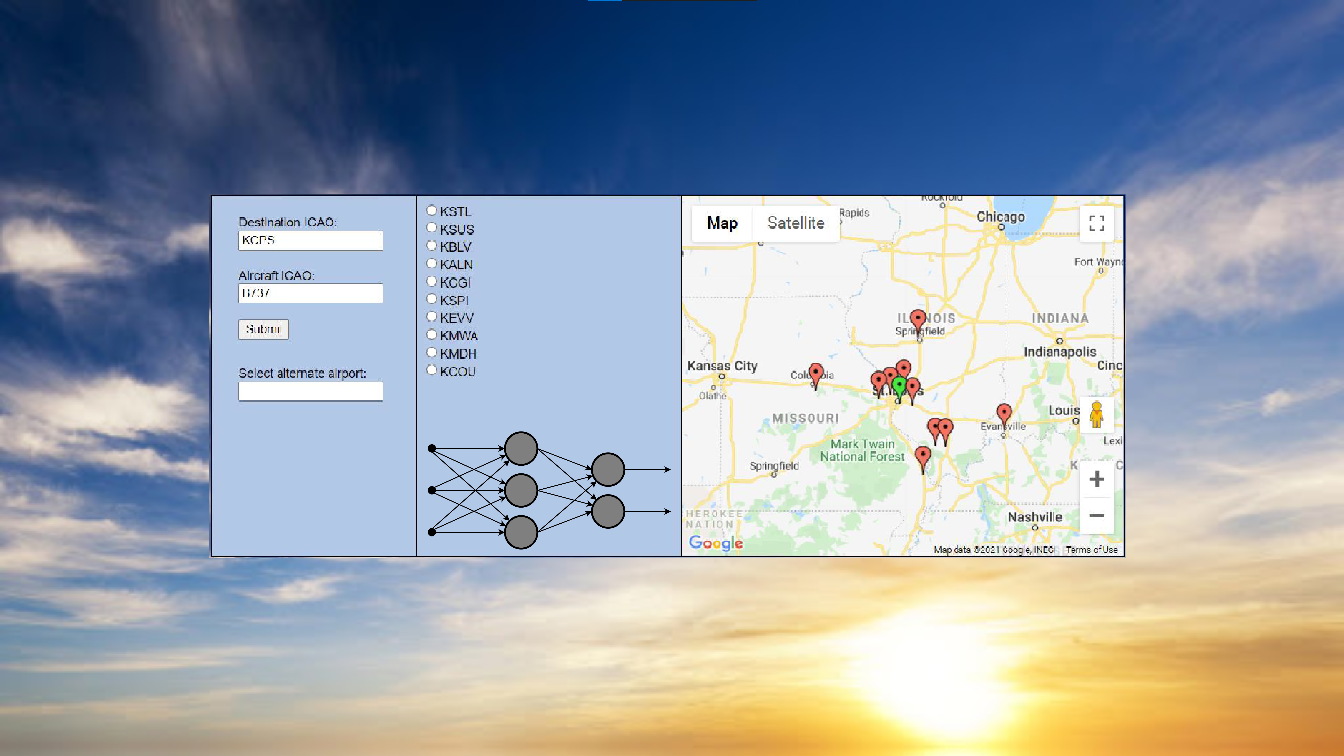 Destination ICAO:
KCPS
Aircraft ICAO:
B737
Submit
Select alternate airport:
KSTL
KSUS
KBLV
KALN
KCGI
KSPI
KEVV
KMWA
KMDH
KCOU
Map
Satellite
Rapids
Rockford
Chicago
Fort Wayne
ILLINOIS
INDIANA
Springfield
Indianapolis
Kansas City
Columbia
Cinc
Olathe
St. Louis
MISSOURI
Louis
Evansville
Mark Twain
National Forest
Lexi
Springfield
HEROKEE
NATION
Nashville
Google
Map data ©2021 Google, INEGI
Terms of Use